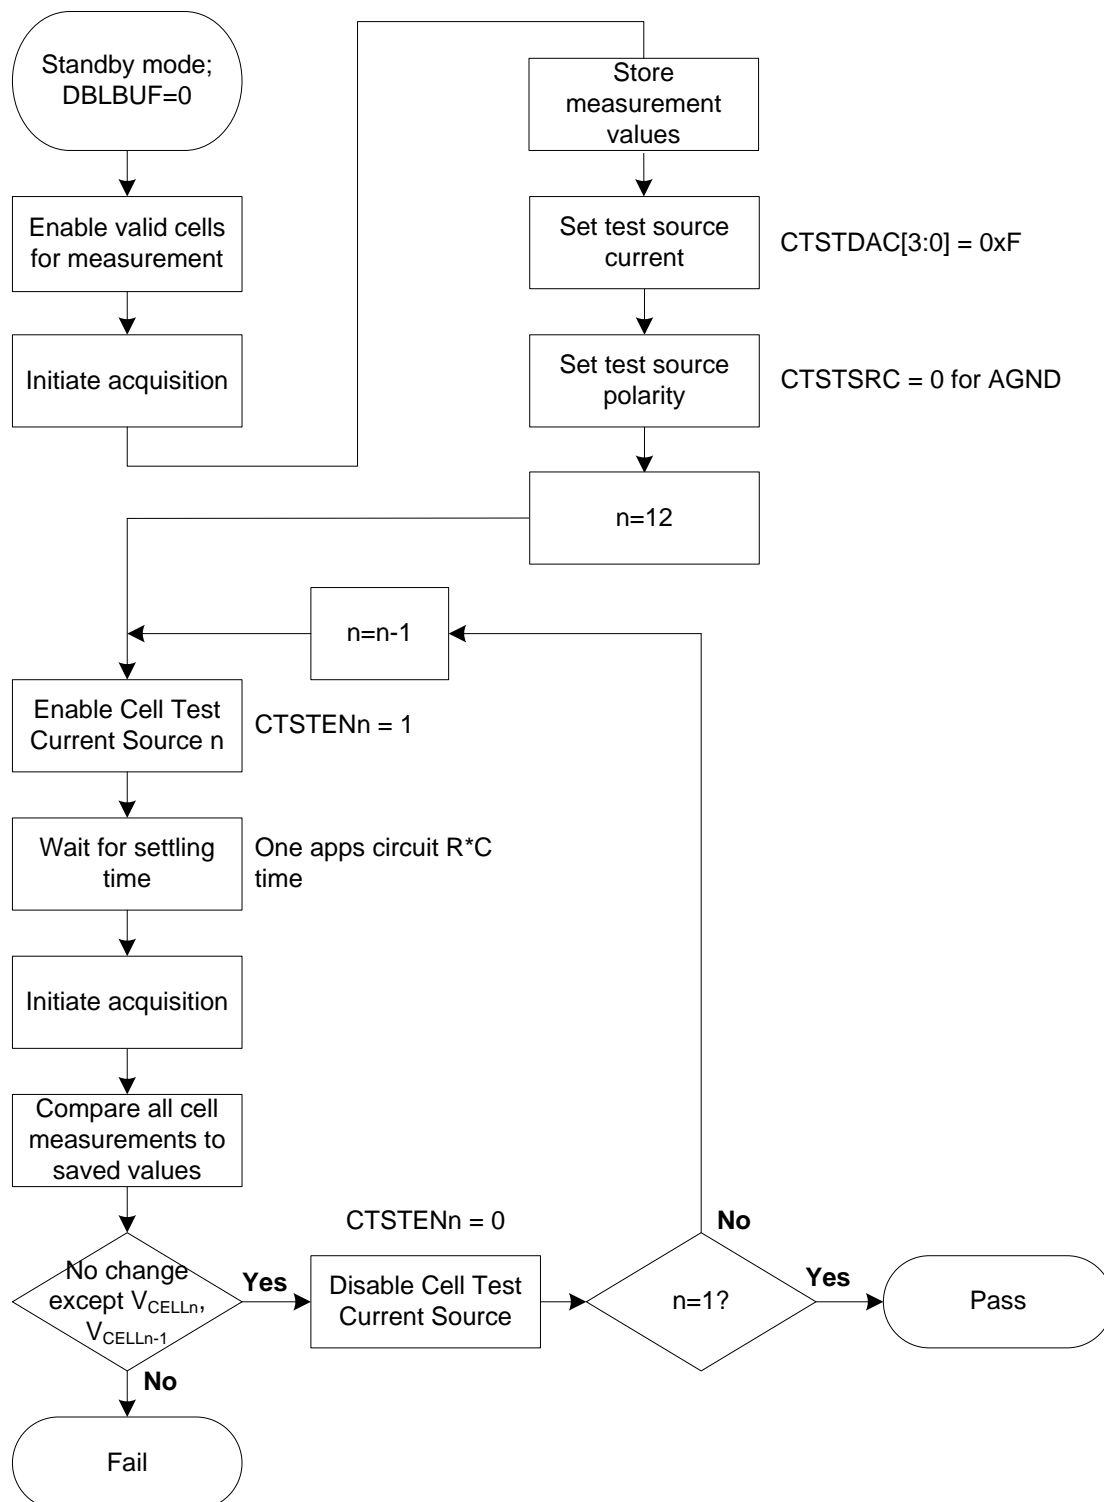 Standby mode;
DBLBUF=0
Enable valid cells
for measurement
Initiate acquisition
Store
measurement
values
Set test source
current
CTSTDAC[3:0] = 0xF
Set test source
polarity
CTSTSRC = 0 for AGND
n=12
n=n-1
Enable Cell Test
Current Source n
CTSTENn = 1
Wait for settling
time
One apps circuit R*C
time
Initiate acquisition
Compare all cell
measurements to
saved values
No change
except VCELLn,
VCELLn-1
Yes
No
Fail
CTSTENn = 0
Disable Cell Test
Current Source
n=1?
No
Yes
Pass